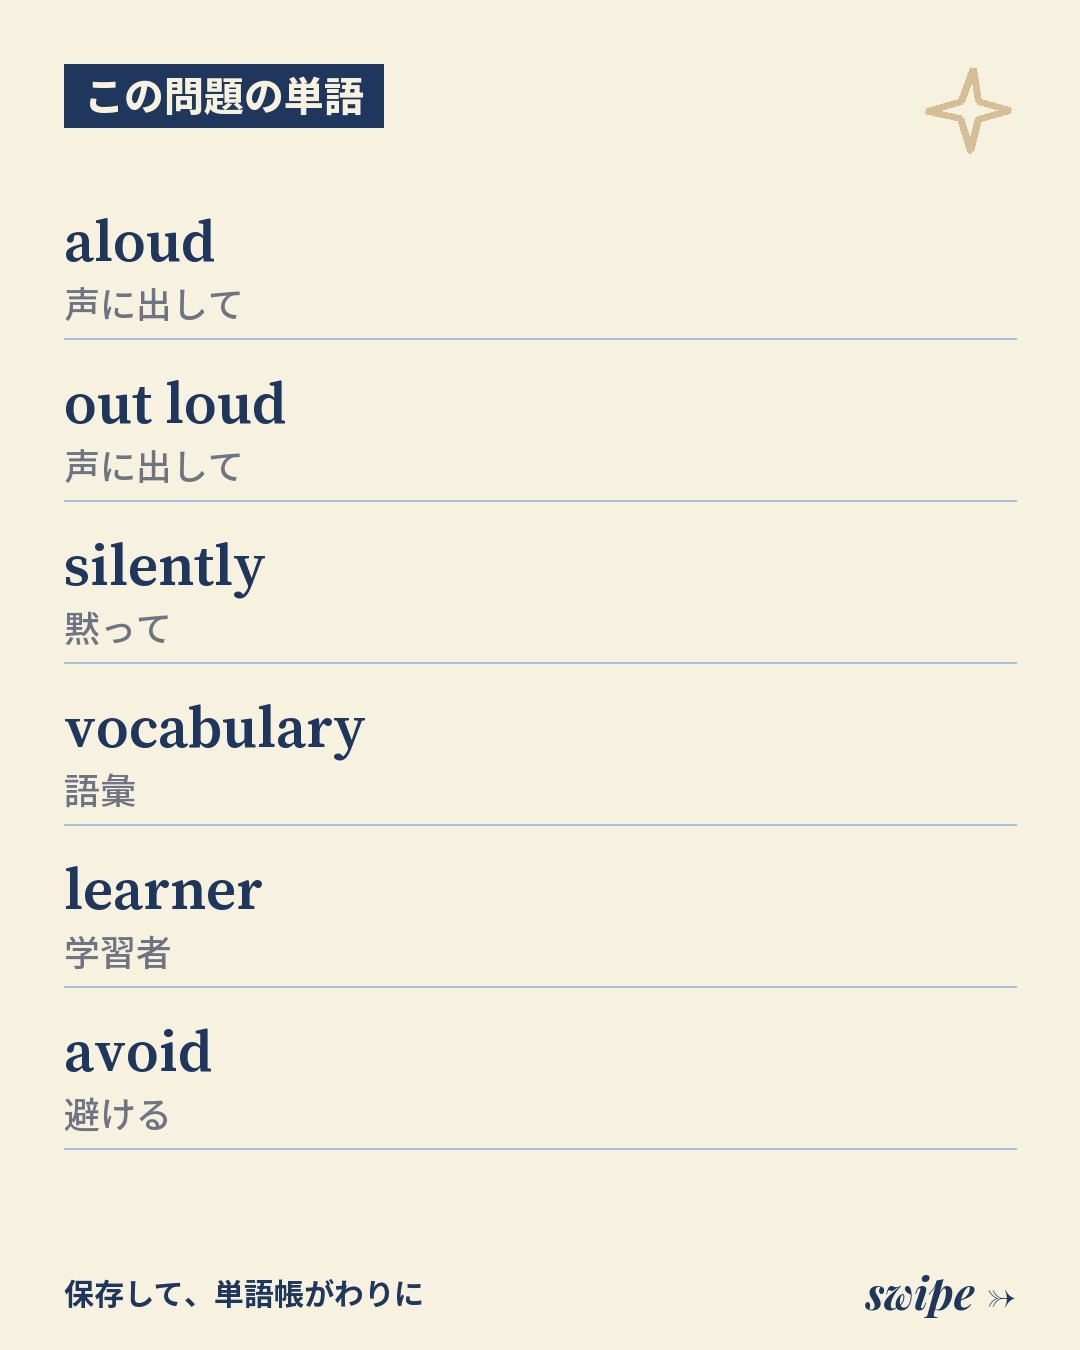 この問題の単語
aloud
声に出して
out loud
声に出して
silently
黙って
vocabulary
語彙
learner
学習者
avoid
避ける
保存して、単語帳がわりに
swipe